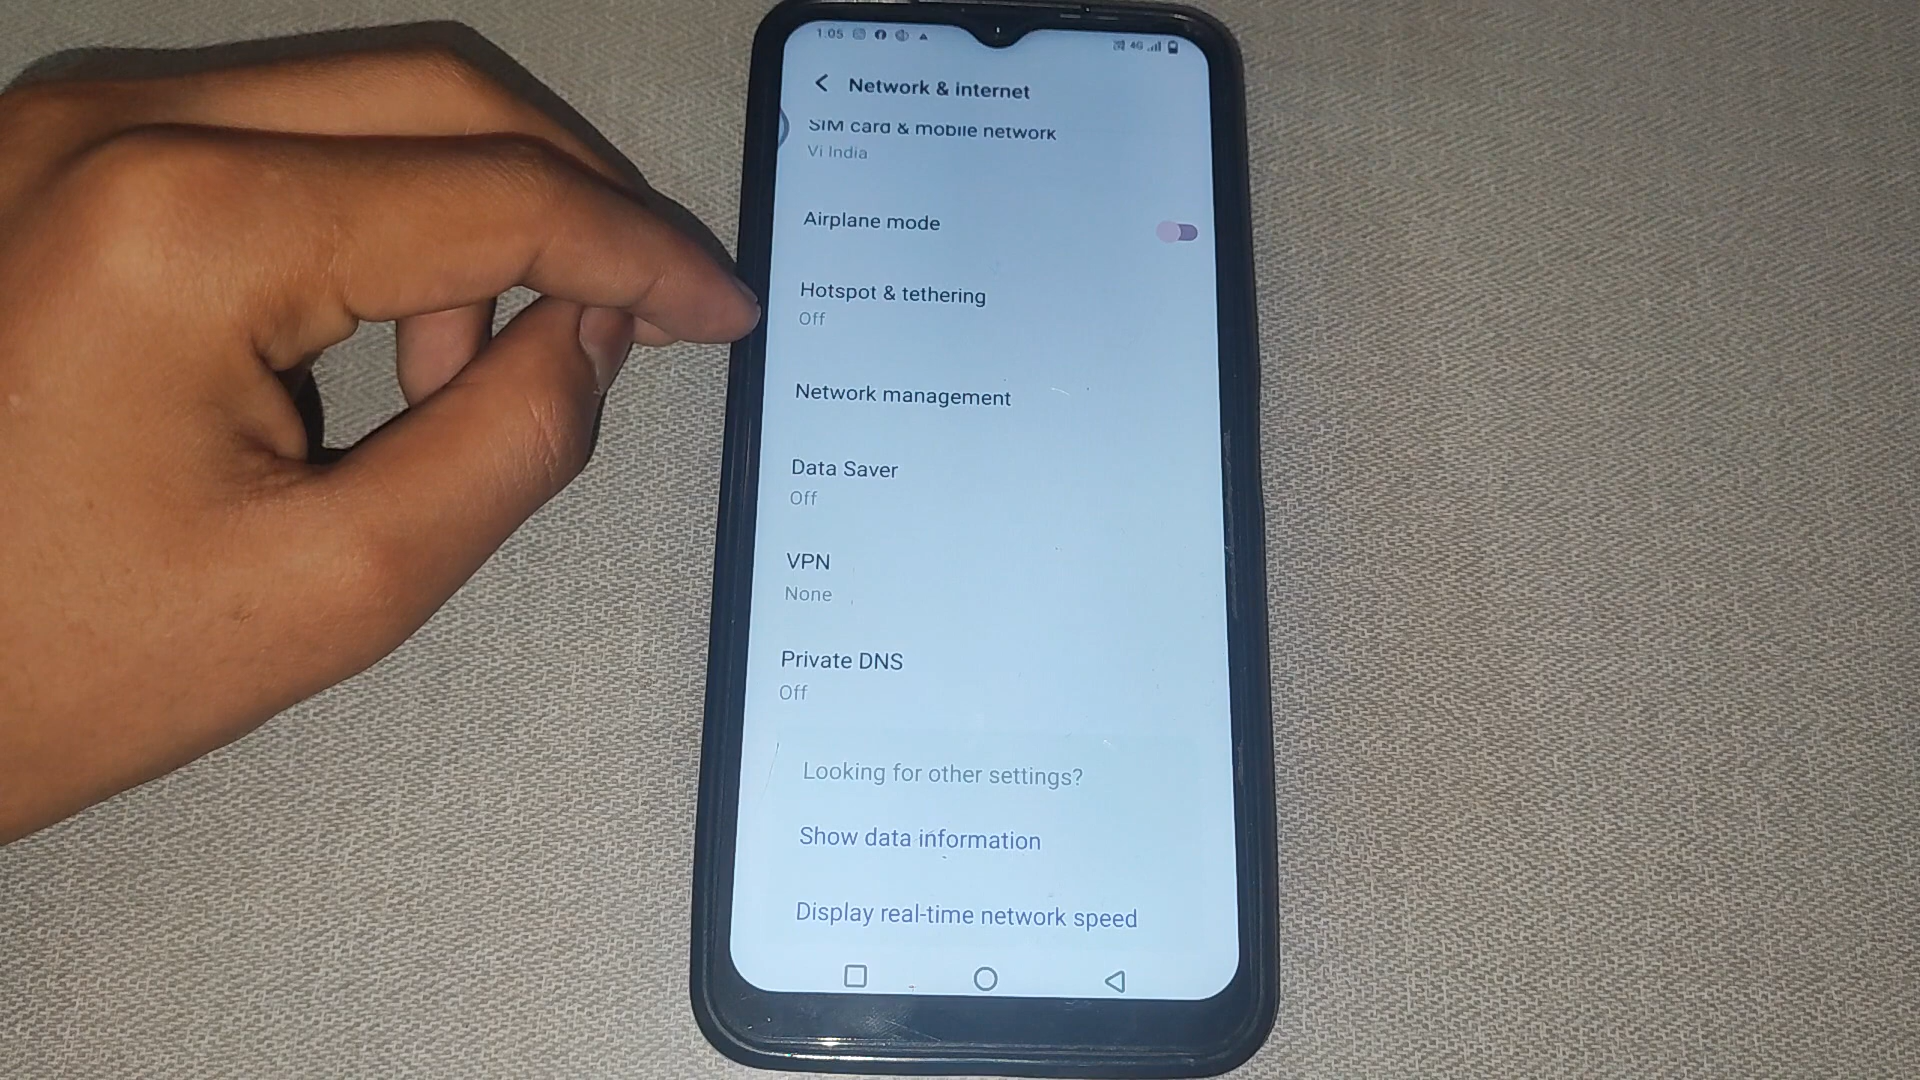 1:05
4G
Network & internet
SIM card & mobile network
Vi India
Airplane mode
Hotspot & tethering
Off
Network management
Data Saver
Off
VPN
None
Private DNS
Off
Looking for other settings?
Show data information
Display real-time network speed